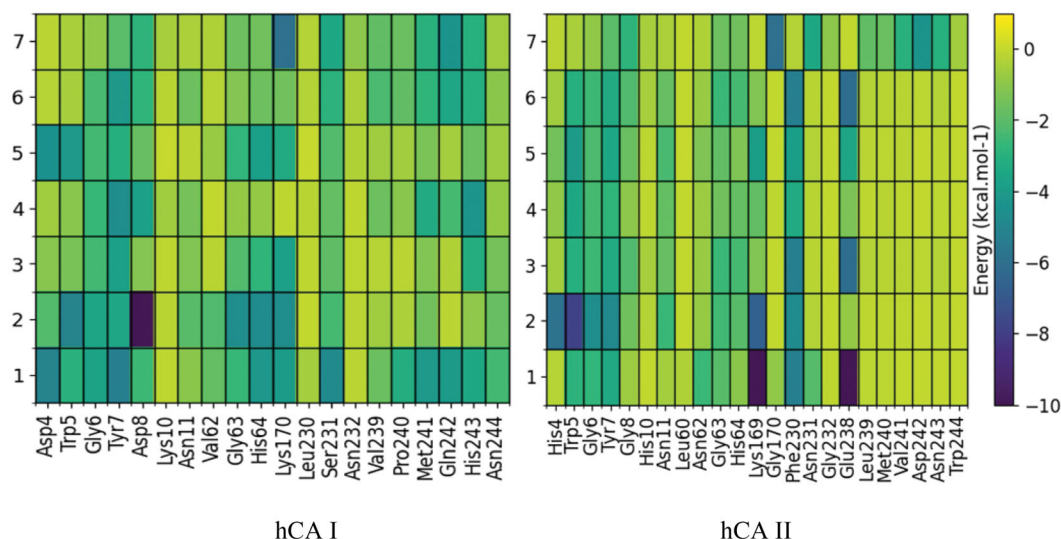 7
6
5
4
3
2
1
Asp4
Trp5
Gly6
Tyr7
Asp8
Lys10
Asn11
Val62
Gly63
His64
Lys170
Leu230
Ser231
Asn232
Val239
Pro240
Met241
Gln242
His243
Asn244
hCA I
7
6
5
4
3
2
1
His4
Trp5
Gly6
Tyr7
Gly8
His10
Asn11
Leu60
Asn62
Gly63
His64
Lys169
Gly170
Phe230
Asn231
Gly232
Glu238
Leu239
Met240
Val241
Asp242
Asn243
Trp244
hCA II
0
−2
−4
−6
−8
−10
Energy (kcal.mol-1)